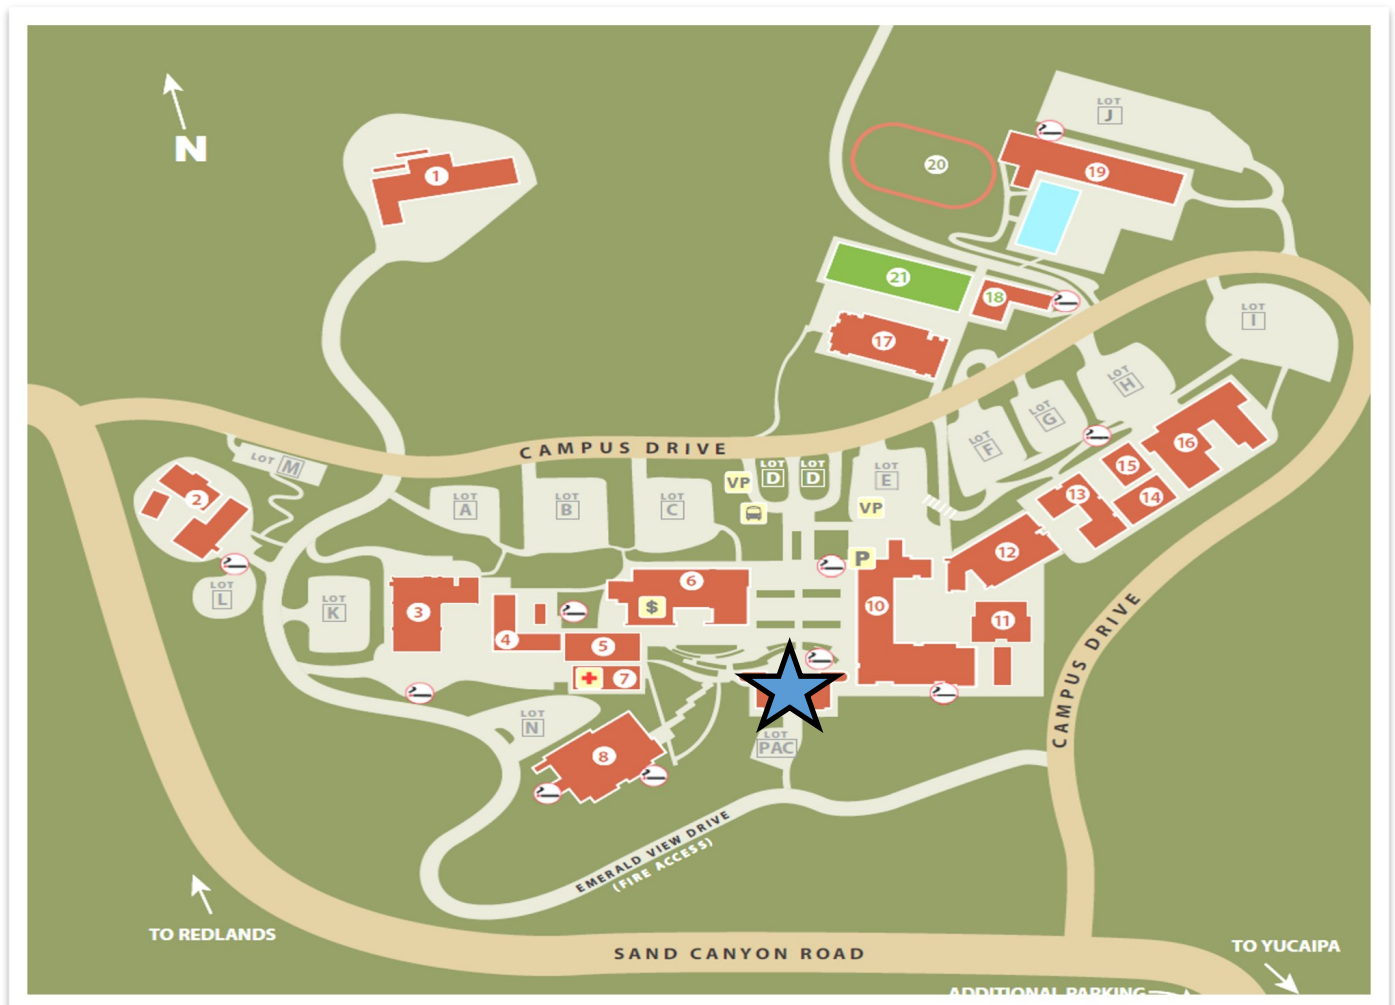 N
LOT
J
1
20
19
21
18
17
LOT
I
LOT
H
LOT
G
LOT
F
CAMPUS DRIVE
LOT M
2
LOT
A
LOT
B
LOT
C
VP
LOT
D
LOT
D
LOT
E
VP
16
15
14
13
12
P
LOT
L
LOT
K
3
4
5
6
$
7
10
11
CAMPUS DRIVE
LOT
N
8
LOT
PAC
EMERALD VIEW DRIVE
(FIRE ACCESS)
TO REDLANDS
SAND CANYON ROAD
TO YUCAIPA
ADDITIONAL PARKING